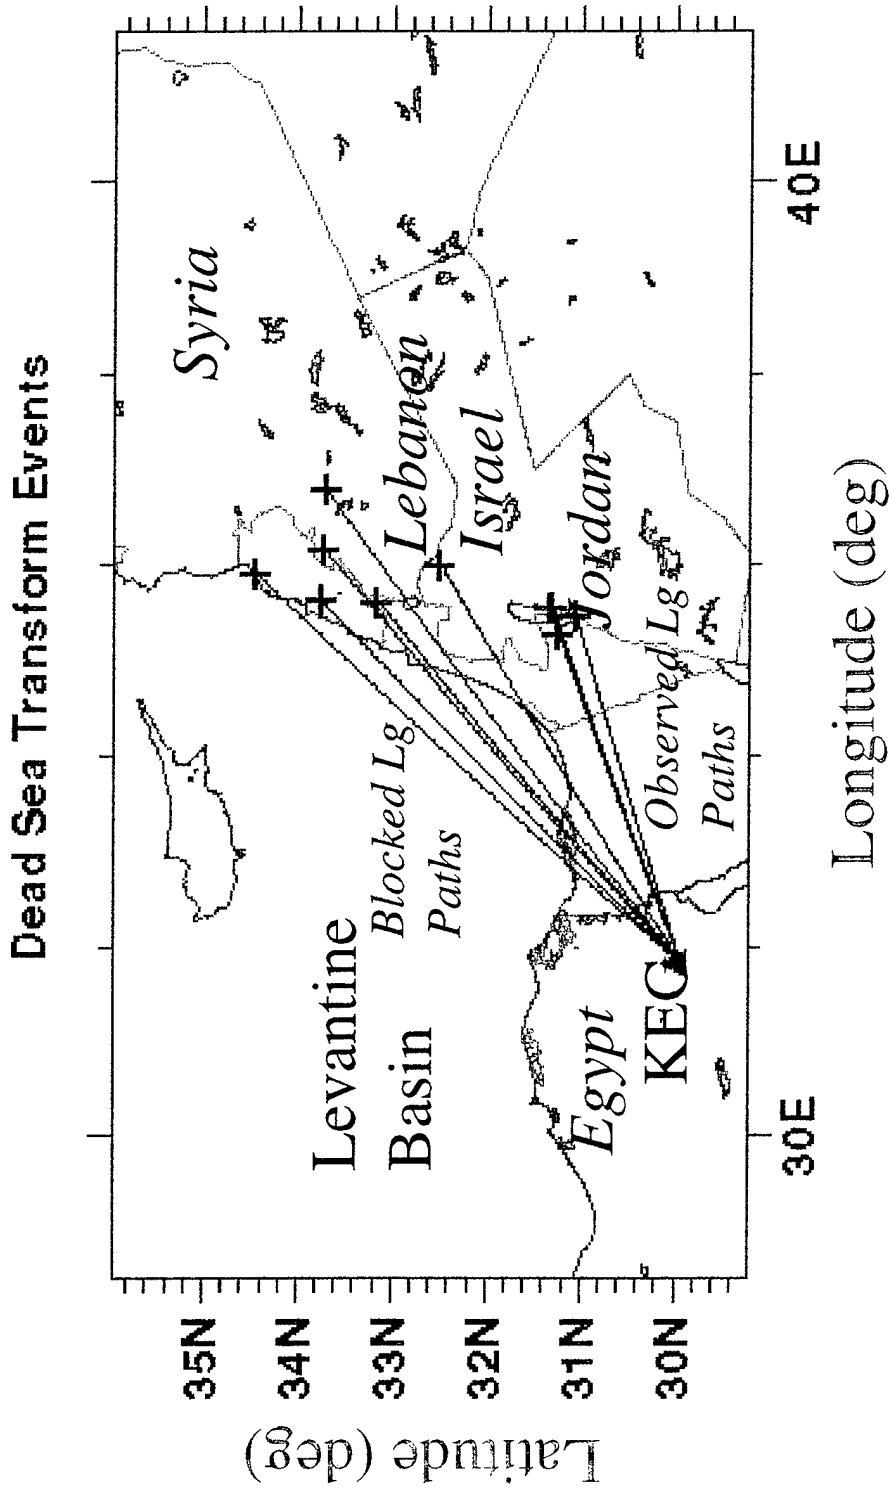 Dead Sea Transform Events
Syria
Lebanon
Israel
Jordan
Levantine
Basin
Blocked Lg
Paths
Observed Lg
Paths
Egypt
KEG
35N
34N
33N
32N
31N
30N
30E
40E
Latitude (deg)
Longitude (deg)